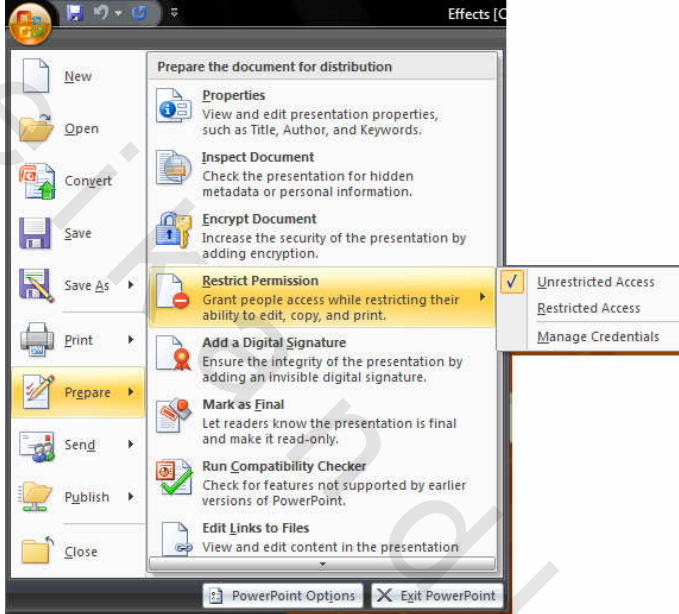 Effects [C
New
Open
Convert
Save
Save As
Print
Prepare
Send
Publish
Close
Prepare the document for distribution
Properties
View and edit presentation properties,
such as Title, Author, and Keywords.
Inspect Document
Check the presentation for hidden
metadata or personal information.
Encrypt Document
Increase the security of the presentation by
adding encryption.
Restrict Permission
Grant people access while restricting their
ability to edit, copy, and print.
Add a Digital Signature
Ensure the integrity of the presentation by
adding an invisible digital signature.
Mark as Final
Let readers know the presentation is final
and make it read-only.
Run Compatibility Checker
Check for features not supported by earlier
versions of PowerPoint.
Edit Links to Files
View and edit content in the presentation
Unrestricted Access
Restricted Access
Manage Credentials
PowerPoint Options
Exit PowerPoint